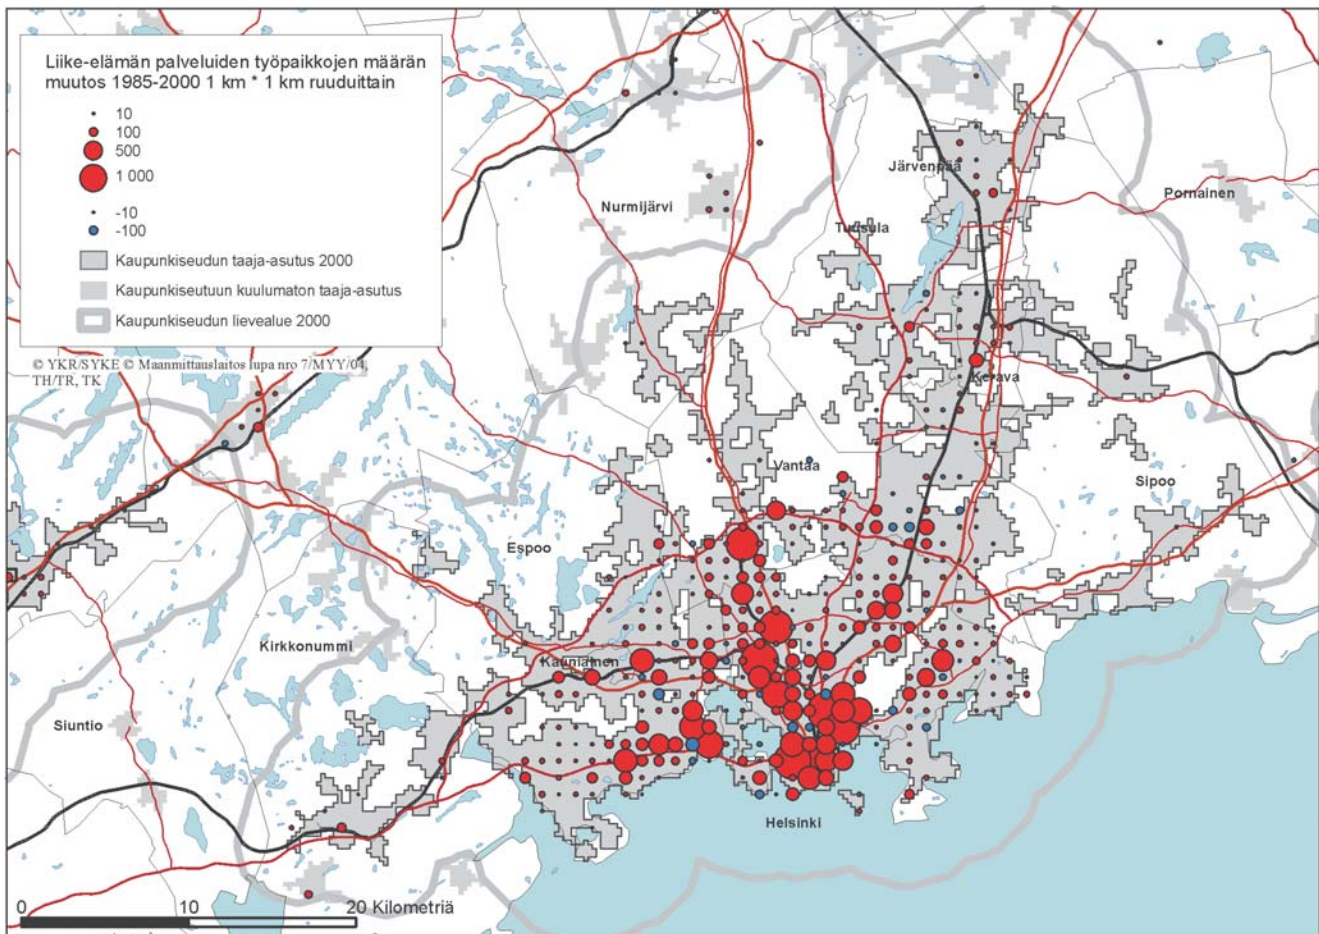 Liike-elämän palveluiden työpaikkojen määrän
muutos 1985-2000 1 km * 1 km ruuduittain
10
100
500
1 000
-10
-100
Kaupunkiseudun taaja-asutus 2000
Kaupunkiseutuun kuulumaton taaja-asutus
Kaupunkiseudun lievealue 2000
© YKR/SYKE © Maanmittauslaitos lupa nro 7/MYY/04,
TH/TR, TK
Järvenpää
Pornainen
Nurmijärvi
Tuusula
Kerava
Vantaa
Sipoo
Espoo
Kirkkonummi
Kauniainen
Siuntio
Helsinki
0 10 20 Kilometriä